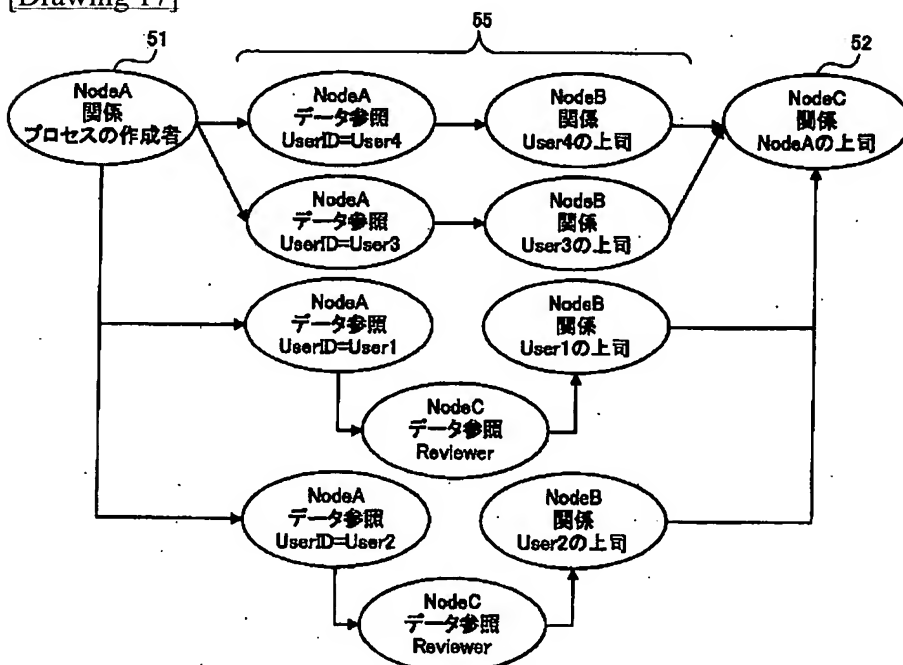 [Drawing 17]
51
55
52
NodeA
関係
プロセスの作成者
NodeA
データ参照
UserID=User4
NodeB
関係
User4の上司
NodeC
関係
NodeAの上司
NodeA
データ参照
UserID=User3
NodeB
関係
User3の上司
NodeA
データ参照
UserID=User1
NodeB
関係
User1の上司
NodeC
データ参照
Reviewer
NodeA
データ参照
UserID=User2
NodeB
関係
User2の上司
NodeC
データ参照
Reviewer